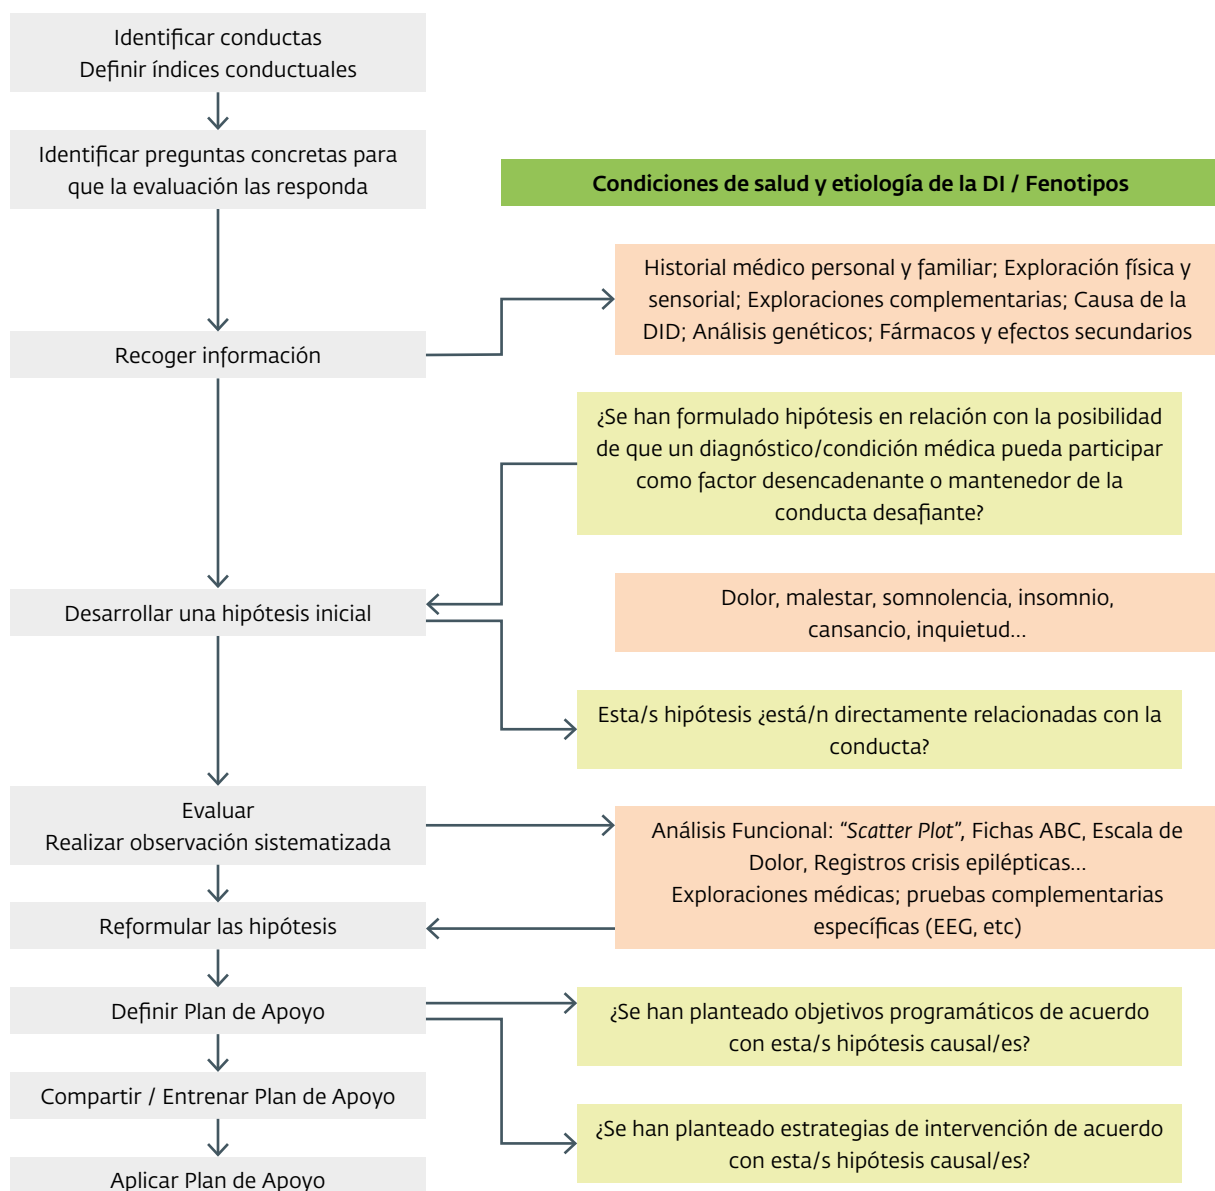 Identificar conductas
Definir índices conductuales
Identificar preguntas concretas para
que la evaluación las responda
Condiciones de salud y etiología de la DI / Fenotipos
Historial médico personal y familiar; Exploración física y
sensorial; Exploraciones complementarias; Causa de la
DID; Análisis genéticos; Fármacos y efectos secundarios
Recoger información
¿Se han formulado hipótesis en relación con la posibilidad
de que un diagnóstico/condición médica pueda participar
como factor desencadenante o mantenedor de la
conducta desafiante?
Desarrollar una hipótesis inicial
Dolor, malestar, somnolencia, insomnio,
cansancio, inquietud...
Esta/s hipótesis ¿está/n directamente relacionadas con la
conducta?
Evaluar
Realizar observación sistematizada
Análisis Funcional: “Scatter Plot”, Fichas ABC, Escala de
Dolor, Registros crisis epilépticas...
Exploraciones médicas; pruebas complementarias
específicas (EEG, etc)
Reformular las hipótesis
Definir Plan de Apoyo
¿Se han planteado objetivos programáticos de acuerdo
con esta/s hipótesis causal/es?
Compartir / Entrenar Plan de Apoyo
¿Se han planteado estrategias de intervención de acuerdo
con esta/s hipótesis causal/es?
Aplicar Plan de Apoyo